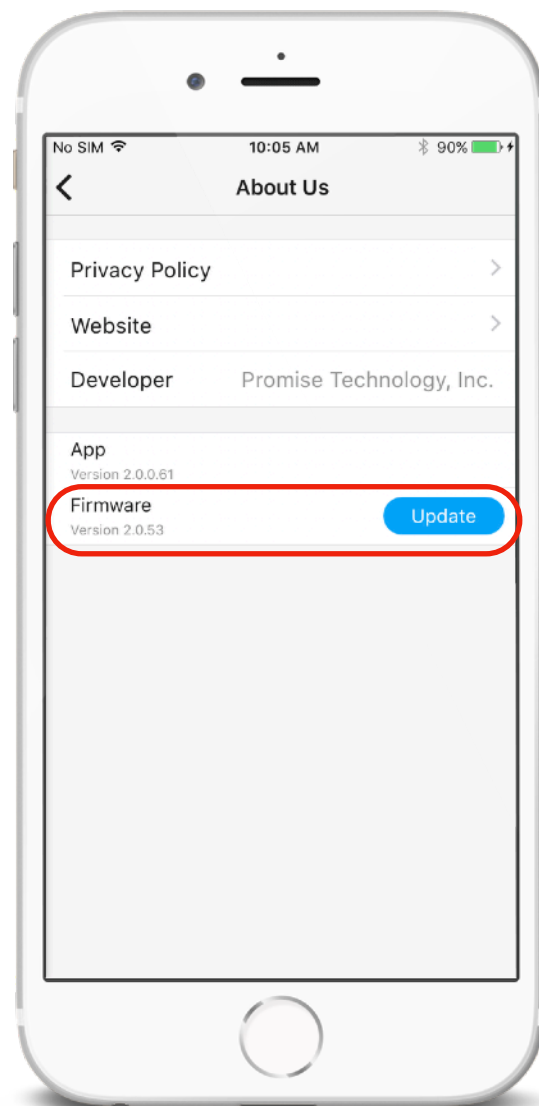 No SIM 10:05 AM 90%
About Us
Privacy Policy
Website
Developer Promise Technology, Inc.
App
Version 2.0.0.61
Firmware
Version 2.0.53
Update